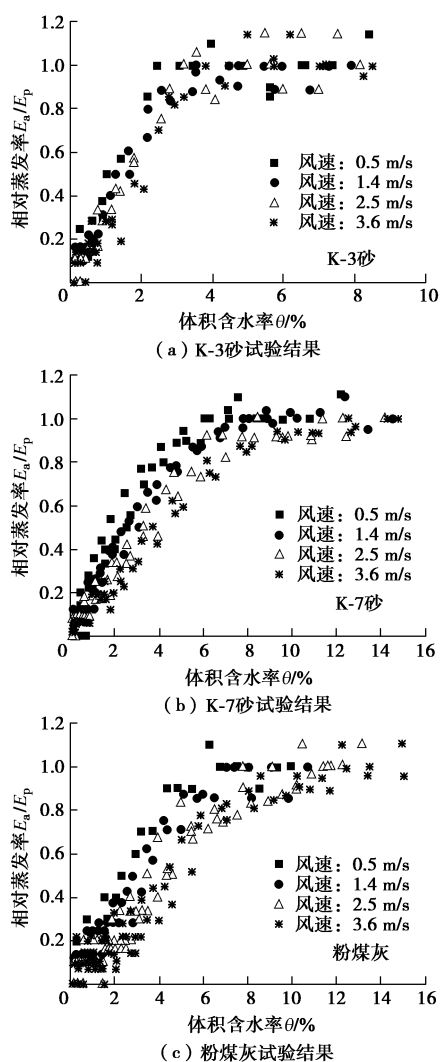 相对蒸发率Ea/Ep
1.2
1.0
0.8
0.6
0.4
0.2
0
2
4
6
8
10
风速：0.5 m/s
风速：1.4 m/s
风速：2.5 m/s
风速：3.6 m/s
K-3砂
体积含水率θ/%
(a) K-3砂试验结果
相对蒸发率Ea/Ep
1.2
1.0
0.8
0.6
0.4
0.2
0
2
4
6
8
10
12
14
16
风速：0.5 m/s
风速：1.4 m/s
风速：2.5 m/s
风速：3.6 m/s
K-7砂
体积含水率θ/%
(b) K-7砂试验结果
相对蒸发率Ea/Ep
1.2
1.0
0.8
0.6
0.4
0.2
0
2
4
6
8
10
12
14
16
风速：0.5 m/s
风速：1.4 m/s
风速：2.5 m/s
风速：3.6 m/s
粉煤灰
体积含水率θ/%
(c) 粉煤灰试验结果